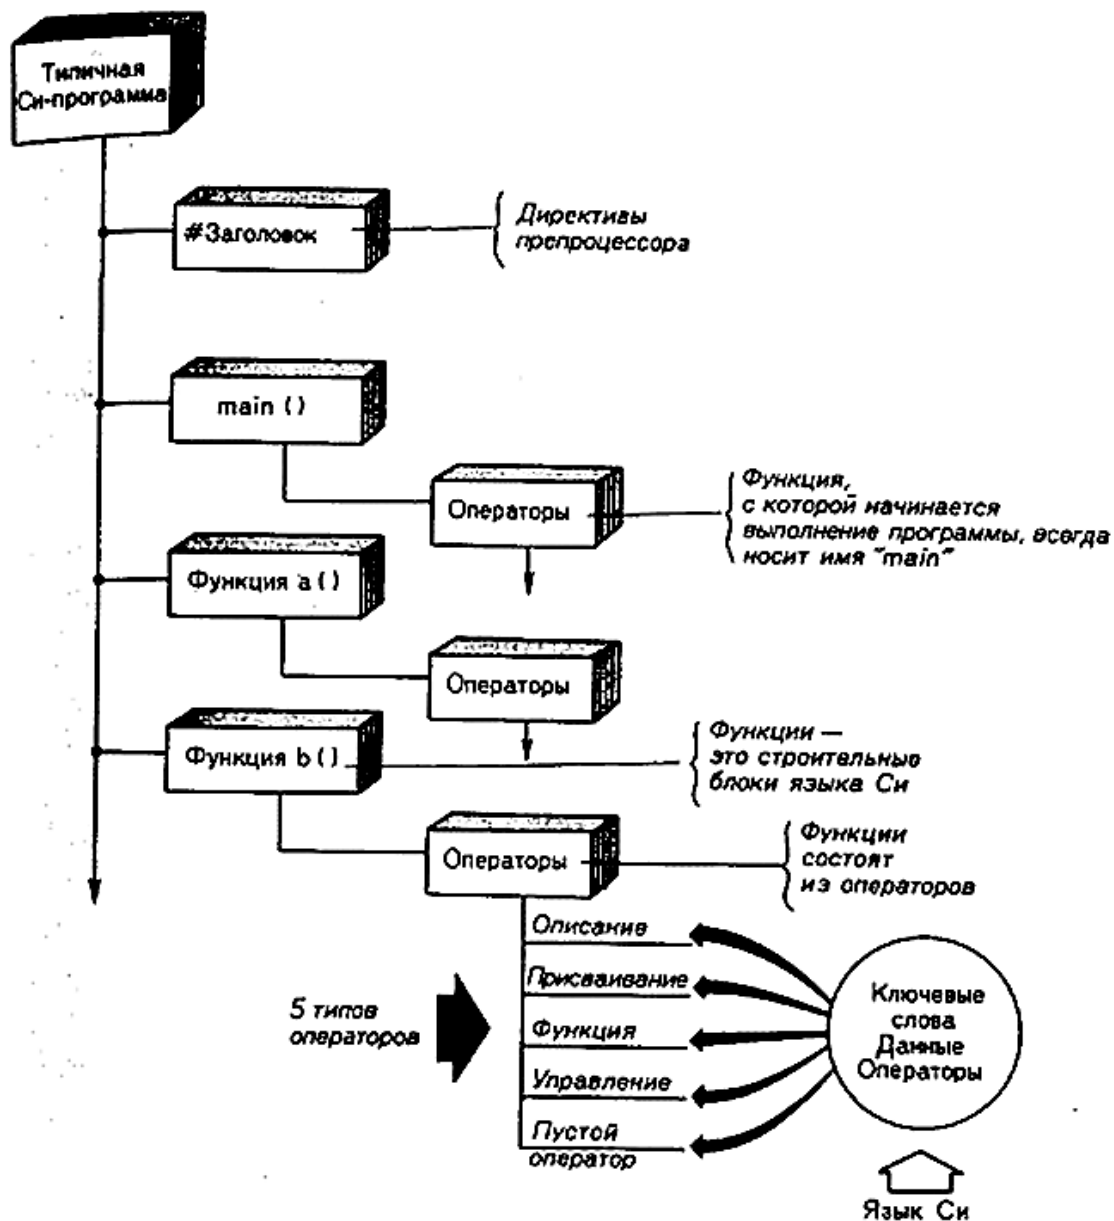 Типичная
Си-программа
#Заголовок
Директивы
препроцессора
main ()
Операторы
Функция,
с которой начинается
выполнение программы, всегда
носит имя "main"
Функция a ()
Операторы
Функция b ()
Функции —
это строительные
блоки языка Си
Операторы
Функции
состоят
из операторов
Описание
Присваивание
5 типов
операторов
Функция
Управление
Пустой
оператор
Ключевые
слова
Данные
Операторы
Язык Си